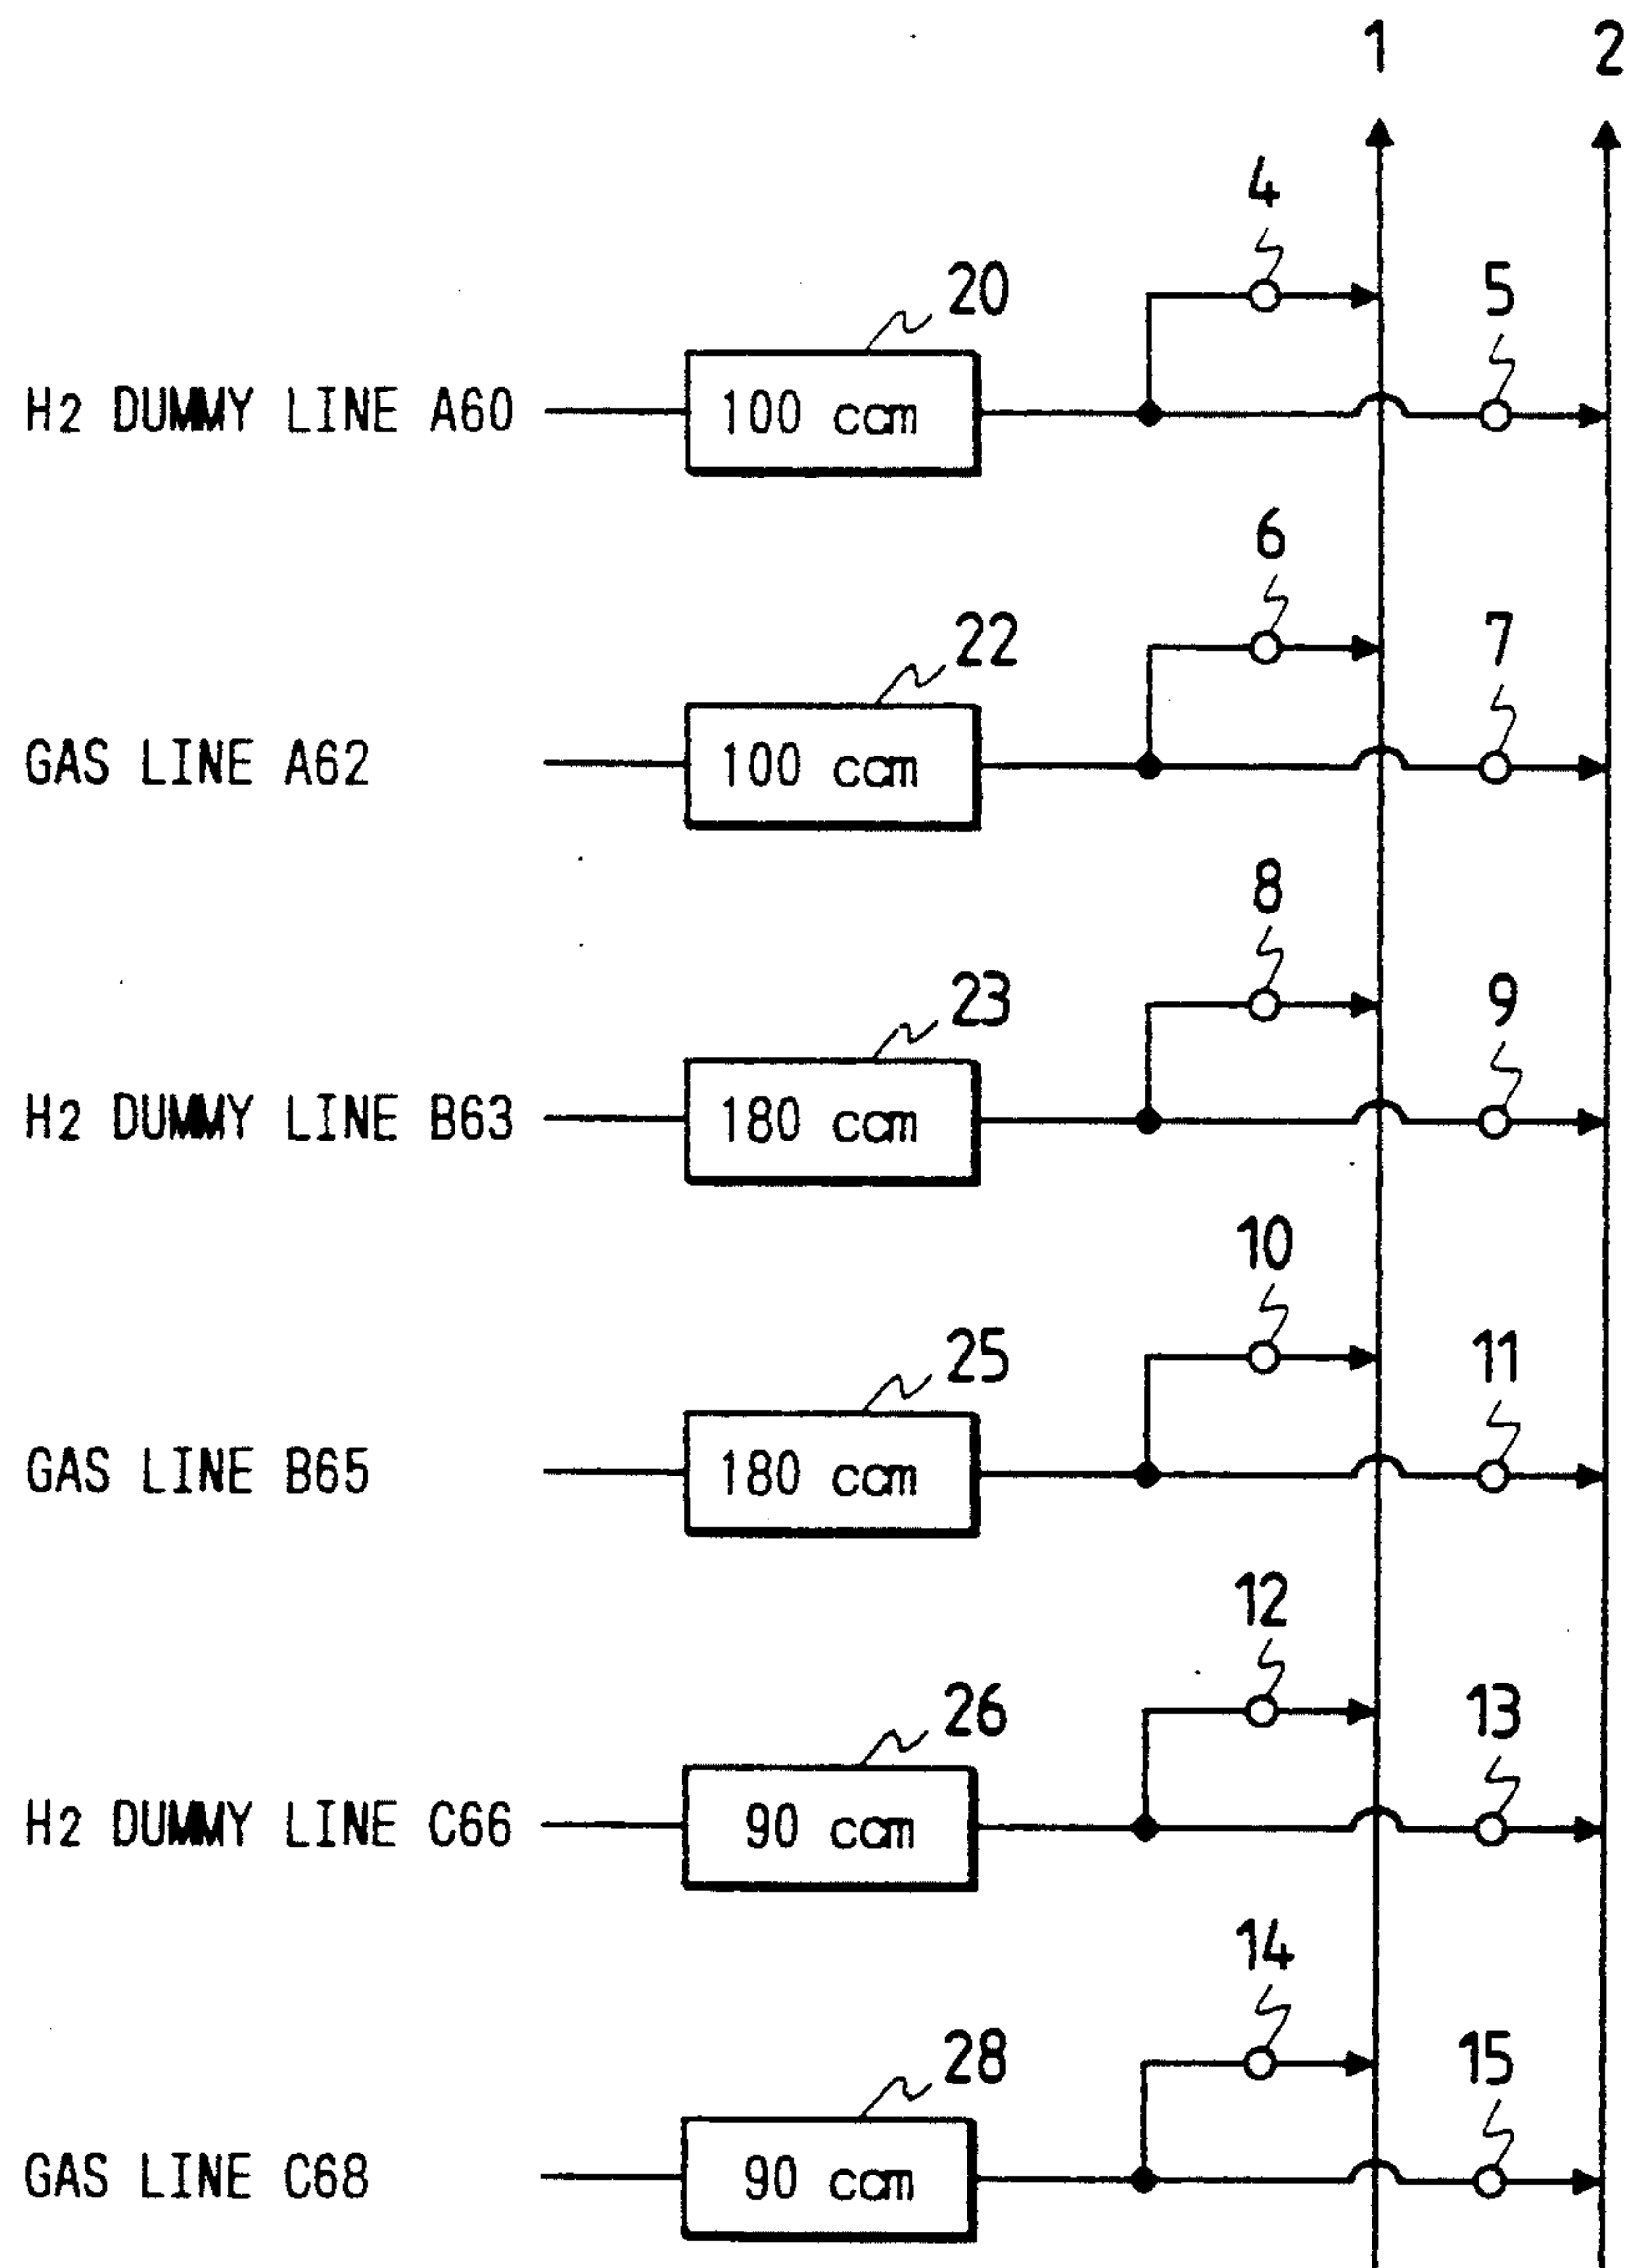 1 2
4
20 5
H2 DUMMY LINE A60 100 ccm
6
22 7
GAS LINE A62 100 ccm
8
23 9
H2 DUMMY LINE B63 180 ccm
10
25 11
GAS LINE B65 180 ccm
12
26 13
H2 DUMMY LINE C66 90 ccm
14
28 15
GAS LINE C68 90 ccm